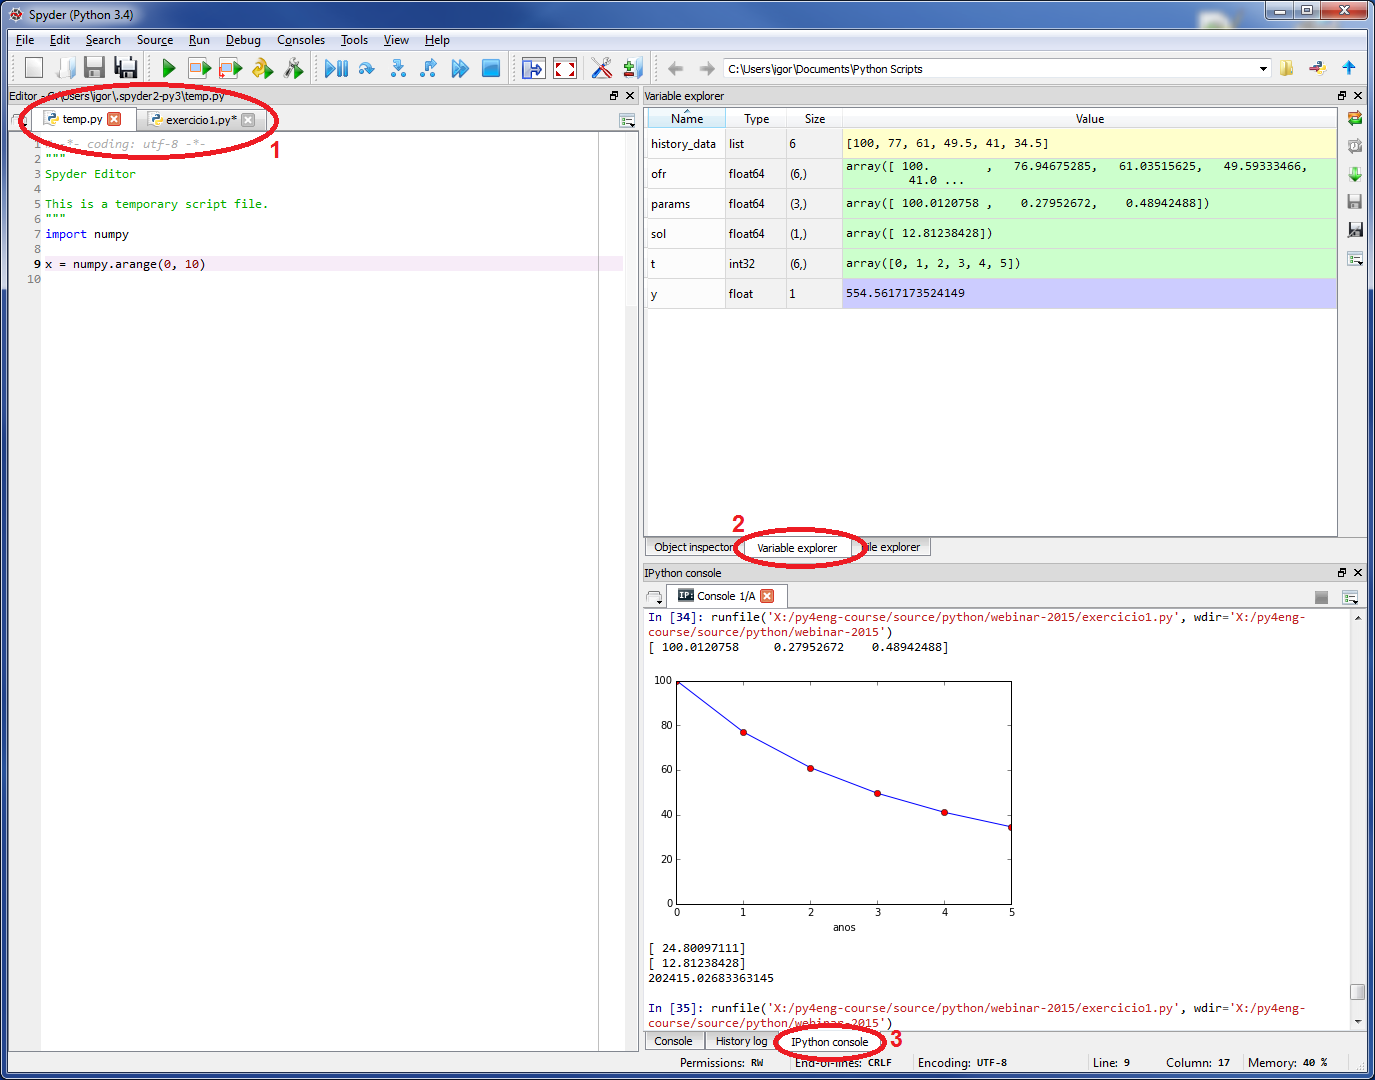 Spyder (Python 3.4)
File Edit Search Source Run Debug Consoles Tools View Help
C:\Users\igor\Documents\Python Scripts
Editor - C:\Users\igor\.spyder2-py3\temp.py
temp.py exercicio1.py*
1
1 -*- coding: utf-8 -*-
2 """
3 Spyder Editor
4
5 This is a temporary script file.
6 """
7 import numpy
8
9 x = numpy.arange(0, 10)
10
Variable explorer
Name Type Size Value
history_data list 6 [100, 77, 61, 49.5, 41, 34.5]
ofr float64 (6,) array([ 100. , 76.94675285, 61.03515625, 49.59333466,
41.0 ...
params float64 (3,) array([ 100.0120758 , 0.27952672, 0.48942488])
sol float64 (1,) array([ 12.81238428])
t int32 (6,) array([0, 1, 2, 3, 4, 5])
y float 1 554.5617173524149
2
Object inspector Variable explorer File explorer
IPython console
IP: Console 1/A
In [34]: runfile('X:/py4eng-course/source/python/webinar-2015/exercicio1.py', wdir='X:/py4eng-
course/source/python/webinar-2015')
[ 100.0120758 0.27952672 0.48942488]
100
80
60
40
20
0
0 1 2 3 4 5
anos
[ 24.80097111]
[ 12.81238428]
202415.02683363145
In [35]: runfile('X:/py4eng-course/source/python/webinar-2015/exercicio1.py', wdir='X:/py4eng-
course/source/python/webinar-2015')
Console History log IPython console 3
Permissions: RW End-of-lines: CRLF Encoding: UTF-8 Line: 9 Column: 17 Memory: 40 %